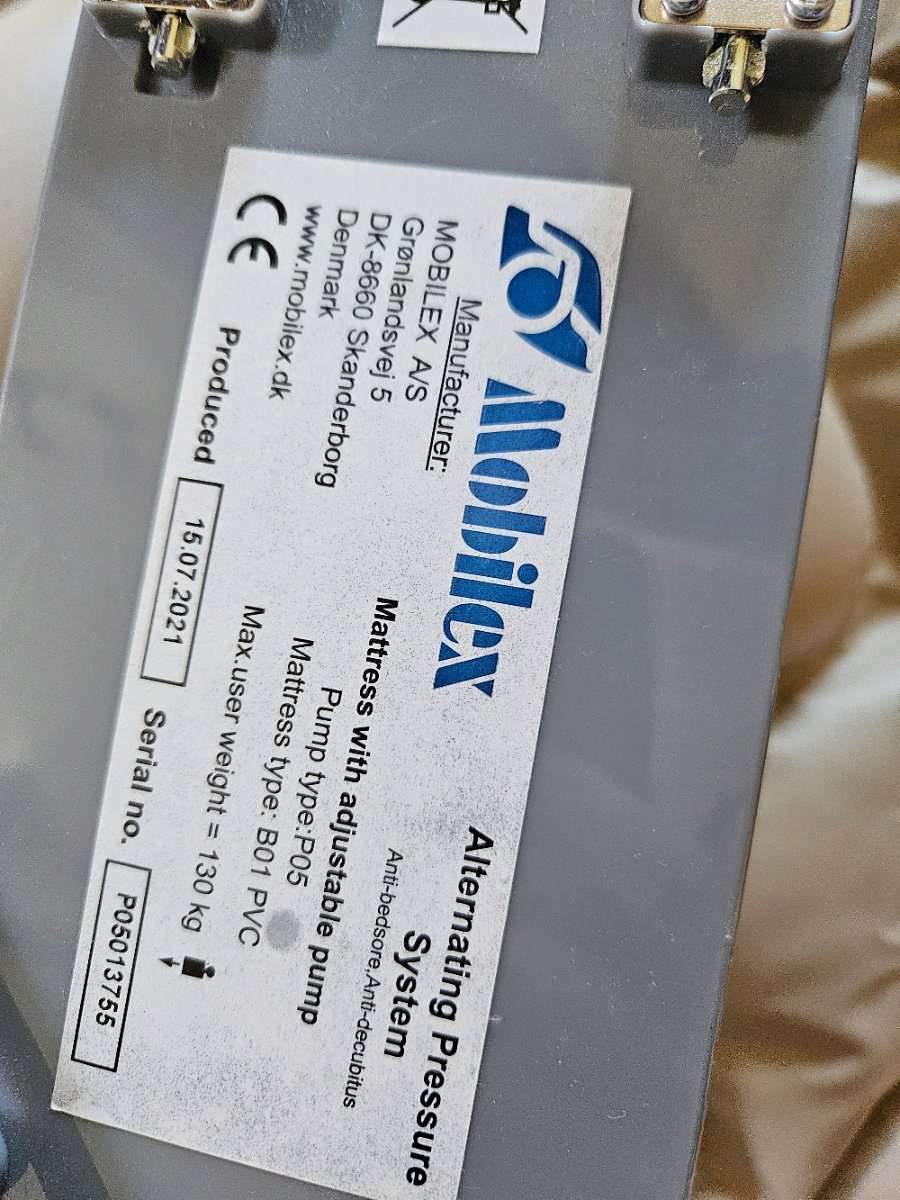 Mobilex
Alternating Pressure
System
Anti-bedsore,Anti-decubitus
Manufacturer:
MOBILEX A/S
Grønlandsvej 5
DK-8660 Skanderborg
Denmark
www.mobilex.dk
Mattress with adjustable pump
Pump type:P05
Mattress type: B01 PVC
Max.user weight = 130 kg
CE
Produced 15.07.2021 Serial no. P05013755